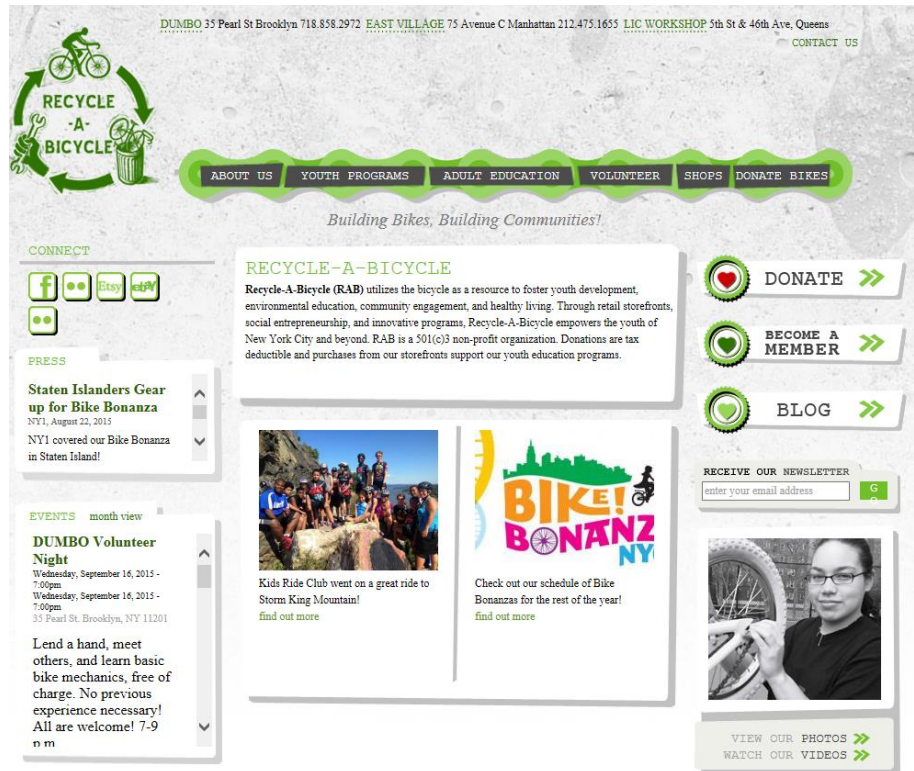 DUMBO 35 Pearl St Brooklyn 718.858.2972 EAST VILLAGE 75 Avenue C Manhattan 212.475.1655 LIC WORKSHOP 5th St & 46th Ave, Queens
CONTACT US
RECYCLE
-A-
BICYCLE
ABOUT US YOUTH PROGRAMS ADULT EDUCATION VOLUNTEER SHOPS DONATE BIKES
Building Bikes, Building Communities!
CONNECT
f
Etsy
ebay
PRESS
Staten Islanders Gear
up for Bike Bonanza
NY1, August 22, 2015
NY1 covered our Bike Bonanza
in Staten Island!
EVENTS month view
DUMBO Volunteer
Night
Wednesday, September 16, 2015 -
7:00pm
Wednesday, September 16, 2015 -
7:00pm
35 Pearl St. Brooklyn, NY 11201
Lend a hand, meet
others, and learn basic
bike mechanics, free of
charge. No previous
experience necessary!
All are welcome! 7-9
p.m
RECYCLE-A-BICYCLE
Recycle-A-Bicycle (RAB) utilizes the bicycle as a resource to foster youth development,
environmental education, community engagement, and healthy living. Through retail storefronts,
social entrepreneurship, and innovative programs, Recycle-A-Bicycle empowers the youth of
New York City and beyond. RAB is a 501(c)3 non-profit organization. Donations are tax
deductible and purchases from our storefronts support our youth education programs.
Kids Ride Club went on a great ride to
Storm King Mountain!
find out more
BIKE!
BONANZ
NY
Check out our schedule of Bike
Bonanzas for the rest of the year!
find out more
DONATE
BECOME A
MEMBER
BLOG
RECEIVE OUR NEWSLETTER
enter your email address
G
O
VIEW OUR PHOTOS
WATCH OUR VIDEOS